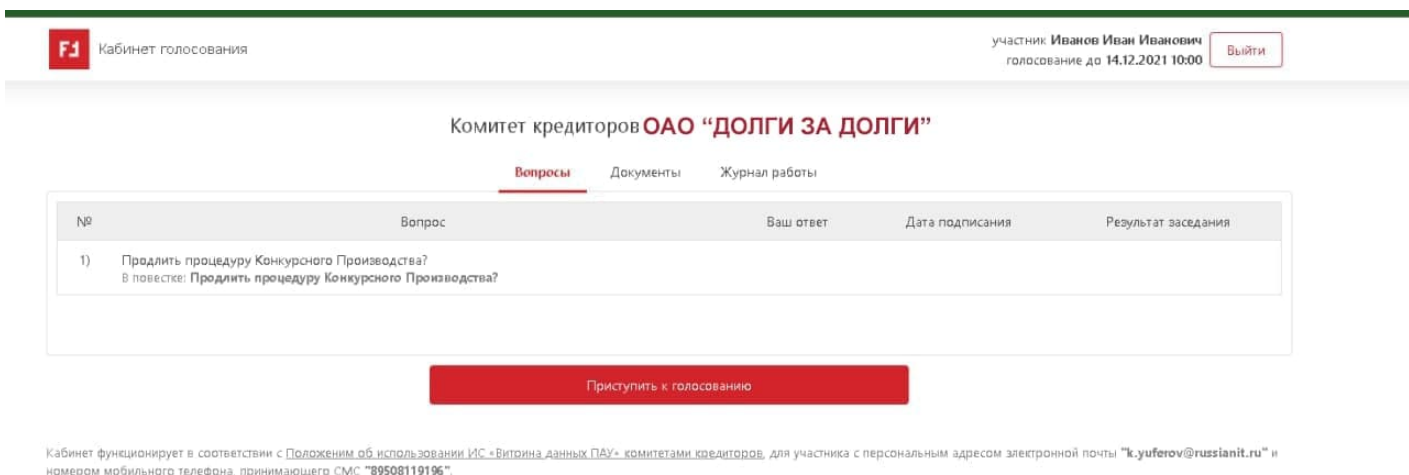 F1 Кабинет голосования
участник Иванов Иван Иванович
голосование до 14.12.2021 10:00
Выйти
Комитет кредиторов ОАО “ДОЛГИ ЗА ДОЛГИ”
Вопросы Документы Журнал работы
№ Вопрос Ваш ответ Дата подписания Результат заседания
1) Продлить процедуру Конкурсного Производства?
В повестке: Продлить процедуру Конкурсного Производства?
Приступить к голосованию
Кабинет функционирует в соответствии с Положением об использовании ИС «Витрина данных ПАУ» комитетами кредиторов, для участника с персональным адресом электронной почты "k.yuferov@russianit.ru" и
номером мобильного телефона, принимающего СМС "89508119196".